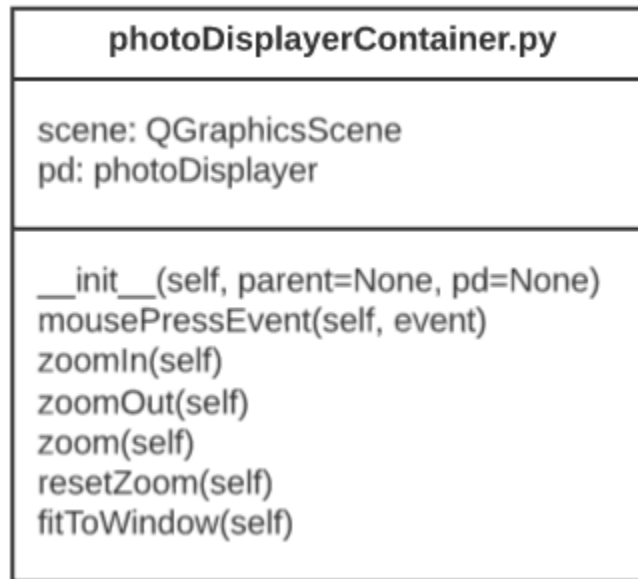 photoDisplayerContainer.py
scene: QGraphicsScene
pd: photoDisplayer
__init__(self, parent=None, pd=None)
mousePressEvent(self, event)
zoomIn(self)
zoomOut(self)
zoom(self)
resetZoom(self)
fitToWindow(self)